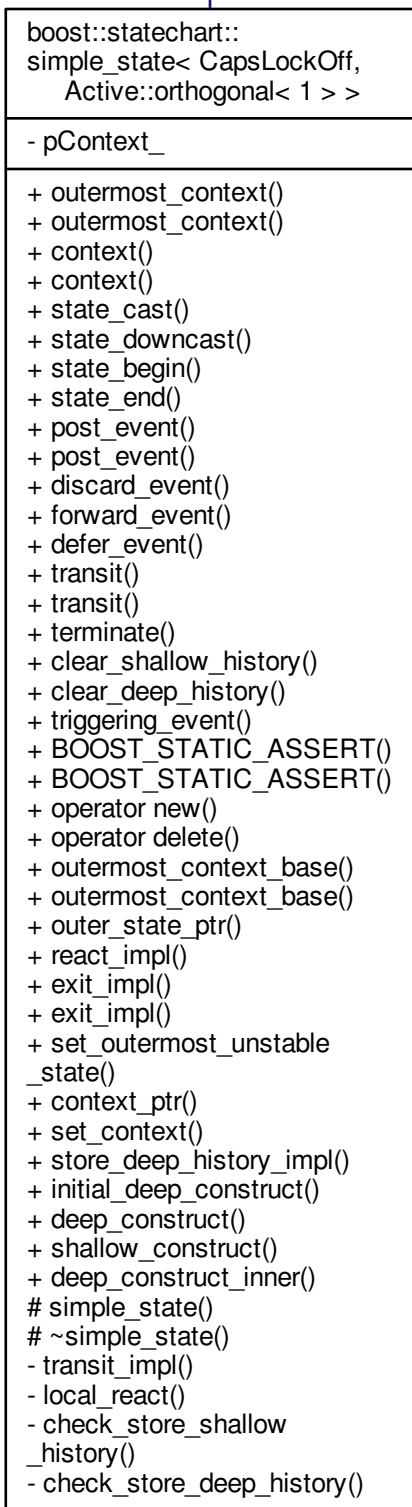 boost::statechart::
simple_state< CapsLockOff,
Active::orthogonal< 1 > >
- pContext_
+ outermost_context()
+ outermost_context()
+ context()
+ context()
+ state_cast()
+ state_downcast()
+ state_begin()
+ state_end()
+ post_event()
+ post_event()
+ discard_event()
+ forward_event()
+ defer_event()
+ transit()
+ transit()
+ terminate()
+ clear_shallow_history()
+ clear_deep_history()
+ triggering_event()
+ BOOST_STATIC_ASSERT()
+ BOOST_STATIC_ASSERT()
+ operator new()
+ operator delete()
+ outermost_context_base()
+ outermost_context_base()
+ outer_state_ptr()
+ react_impl()
+ exit_impl()
+ exit_impl()
+ set_outermost_unstable
_state()
+ context_ptr()
+ set_context()
+ store_deep_history_impl()
+ initial_deep_construct()
+ deep_construct()
+ shallow_construct()
+ deep_construct_inner()
# simple_state()
# ~simple_state()
- transit_impl()
- local_react()
- check_store_shallow
_history()
- check_store_deep_history()